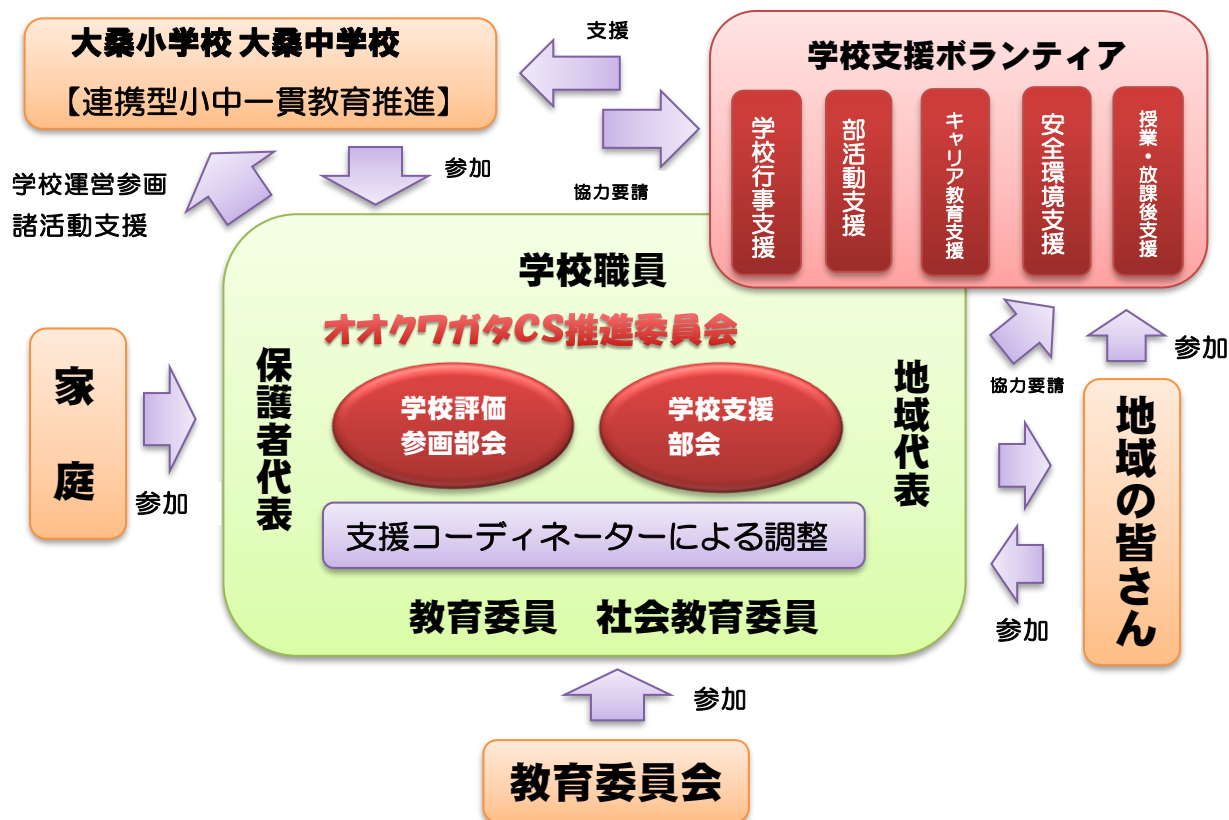 大桑小学校 大桑中学校
【連携型小中一貫教育推進】
支援
協力要請
学校支援ボランティア
学校行事支援
部活動支援
キャリア教育支援
安全環境支援
授業・放課後支援
学校運営参画
諸活動支援
参加
学校職員
オオクワガタCS推進委員会
保護者代表
学校評価
参画部会
学校支援
部会
地域代表
支援コーディネーターによる調整
教育委員 社会教育委員
家庭
参加
協力要請
参加
地域の皆さん
参加
参加
教育委員会